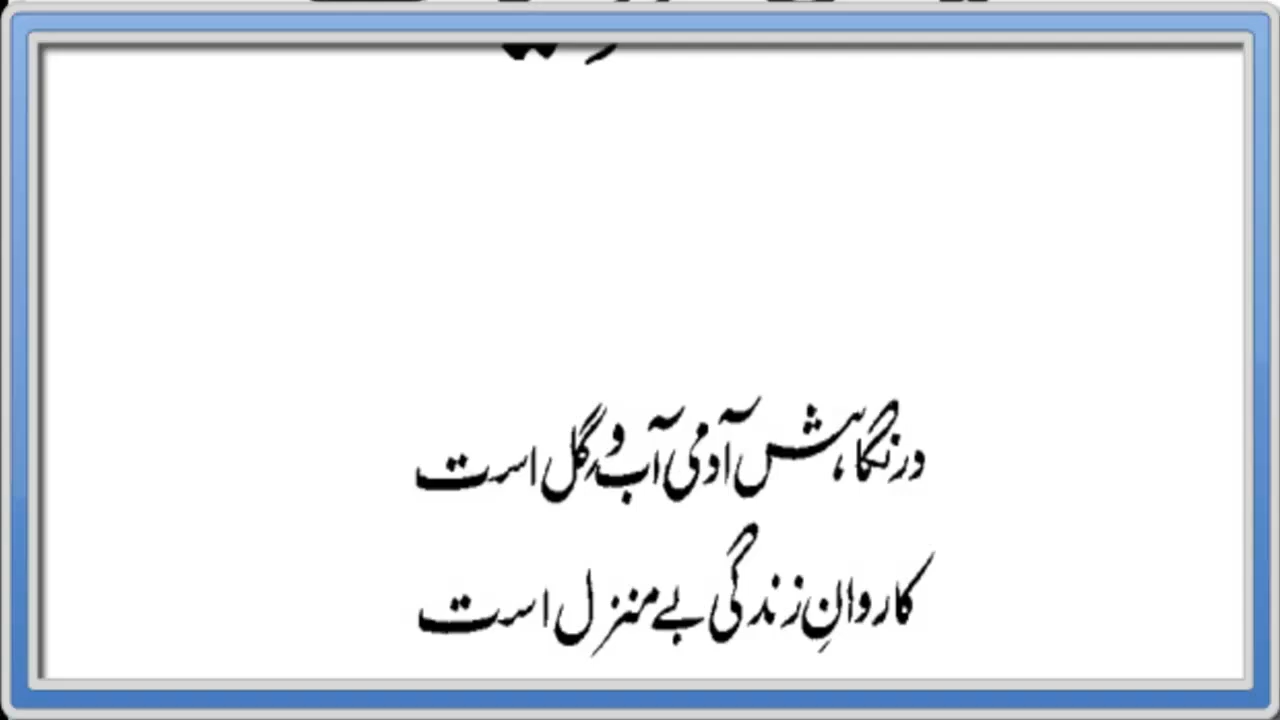 در نگاہش آدمی آب و گل است
کاروانِ زندگی بے منزل است